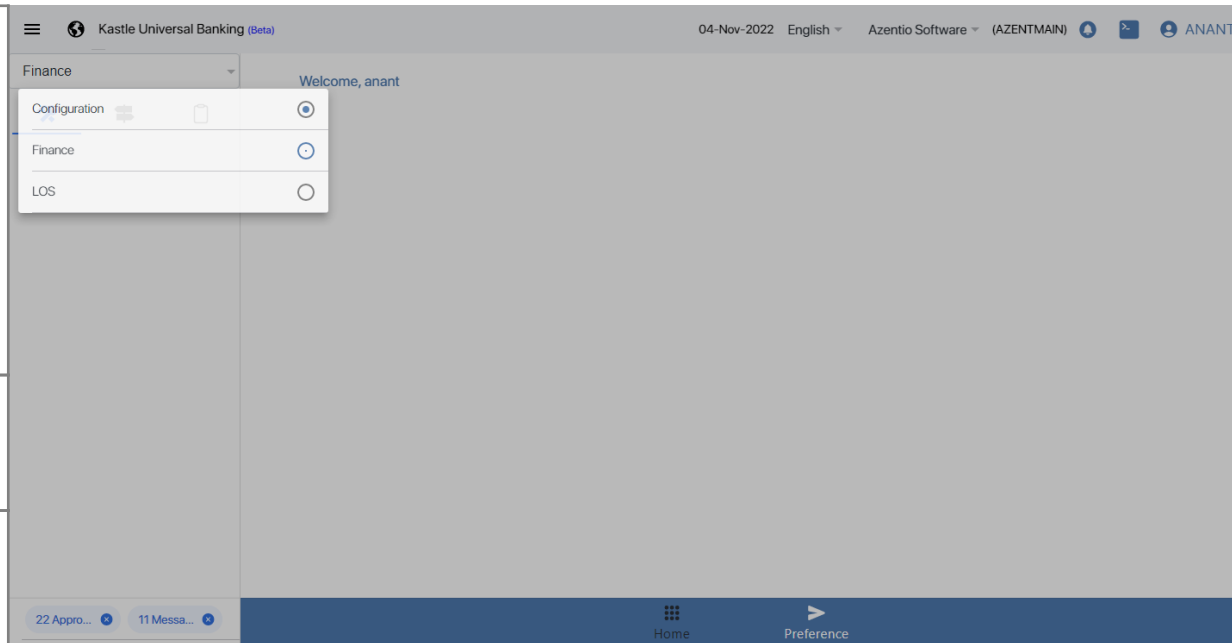 Kastle Universal Banking (Beta) 04-Nov-2022 English Azentio Software (AZENTMAIN) ANANT
Finance
Welcome, anant
Configuration
Finance
LOS
22 Appro... 11 Messa...
Home Preference